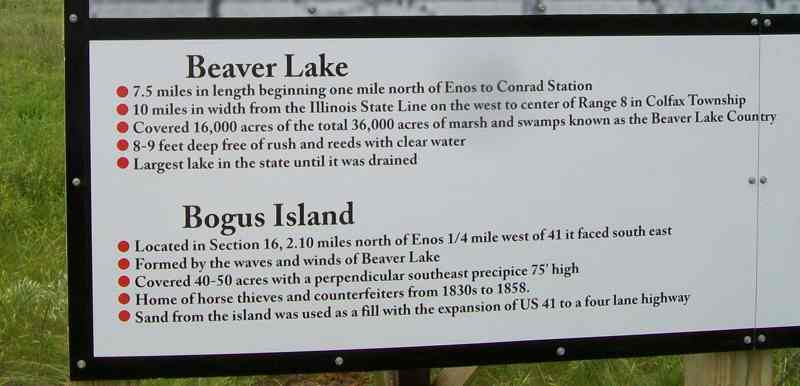 Beaver Lake
7.5 miles in length beginning one mile north of Enos to Conrad Station
10 miles in width from the Illinois State Line on the west to center of Range 8 in Colfax Township
Covered 16,000 acres of the total 36,000 acres of marsh and swamps known as the Beaver Lake Country
8-9 feet deep free of rush and reeds with clear water
Largest lake in the state until it was drained
Bogus Island
Located in Section 16, 2.10 miles north of Enos 1/4 mile west of 41 it faced south east
Formed by the waves and winds of Beaver Lake
Covered 40-50 acres with a perpendicular southeast precipice 75' high
Home of horse thieves and counterfeiters from 1830s to 1858.
Sand from the island was used as a fill with the expansion of US 41 to a four lane highway